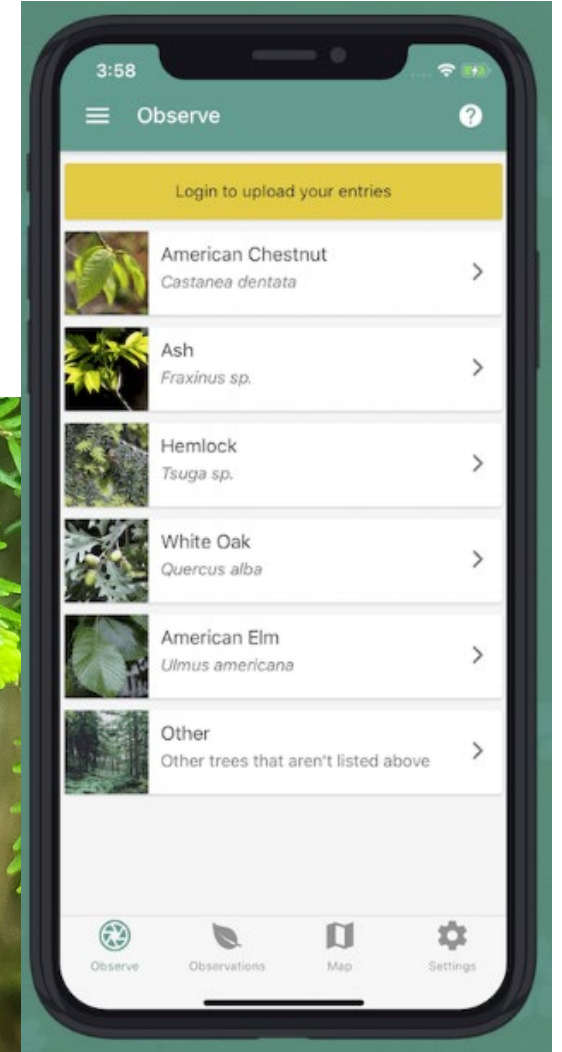 3:58
Observe
Login to upload your entries
American Chestnut
Castanea dentata
Ash
Fraxinus sp.
Hemlock
Tsuga sp.
White Oak
Quercus alba
American Elm
Ulmus americana
Other
Other trees that aren't listed above
Observe Observations Map Settings